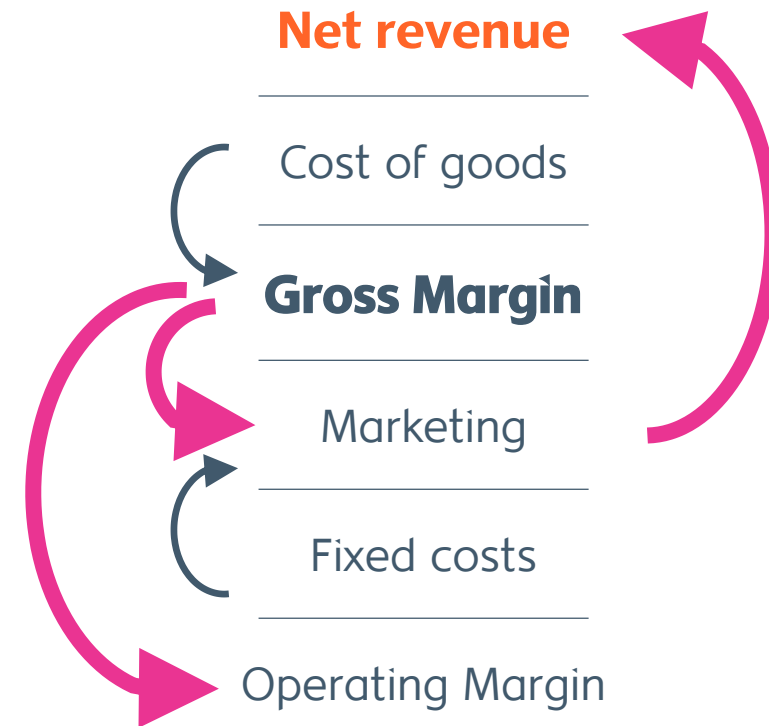 Net revenue
Cost of goods
Gross Margin
Marketing
Fixed costs
Operating Margin